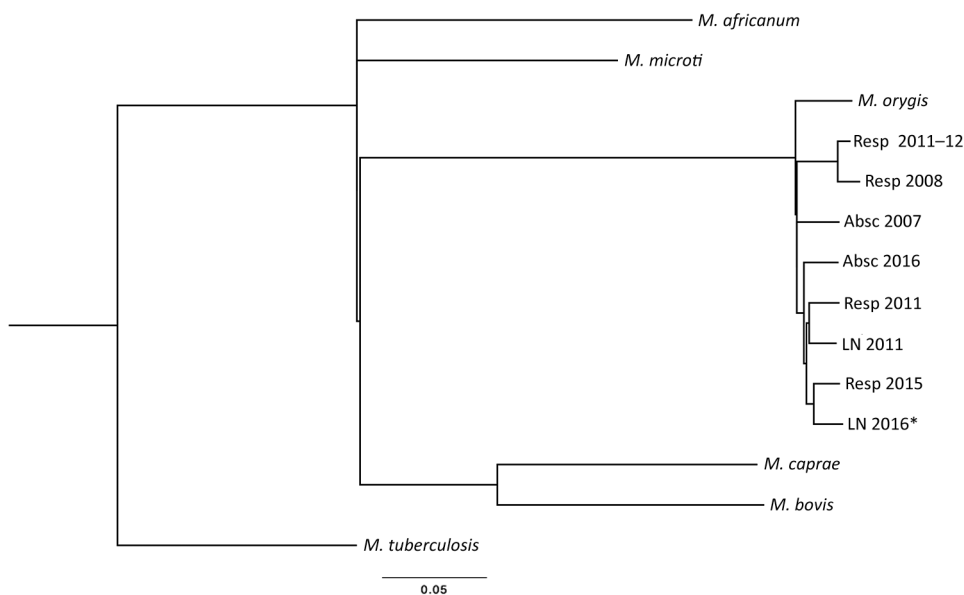 M. africanum
M. microti
M. orygis
Resp 2011–12
Resp 2008
Absc 2007
Absc 2016
Resp 2011
LN 2011
Resp 2015
LN 2016*
M. caprae
M. bovis
M. tuberculosis
0.05